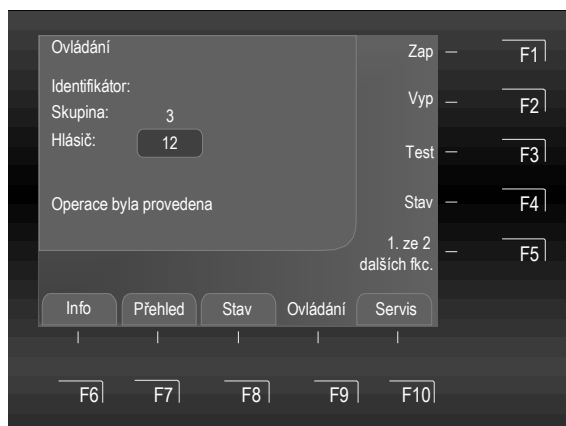 Ovládání
Zap
F1
Identifikátor:
Skupina: 3
Vyp
F2
Hlásič: 12
Test
F3
Operace byla provedena
Stav
F4
1. ze 2
dalších fkc.
F5
Info Přehled Stav Ovládání Servis
F6 F7 F8 F9 F10